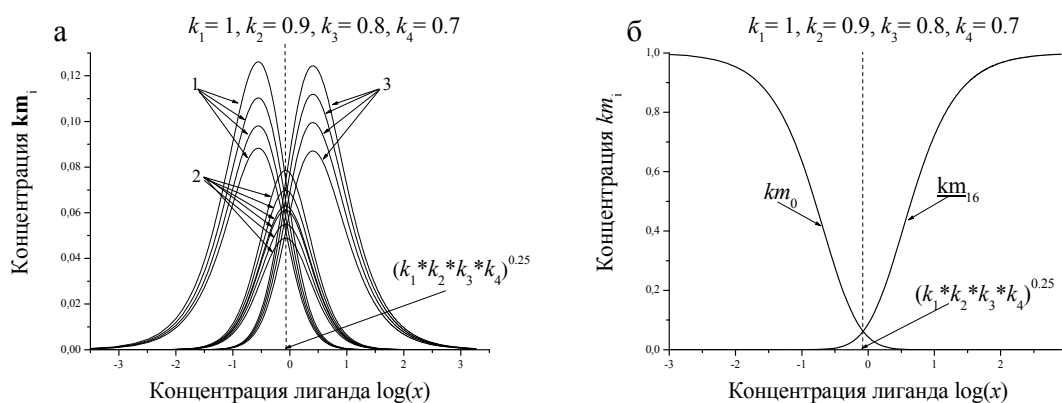 а
k₁= 1, k₂= 0.9, k₃= 0.8, k₄= 0.7
Концентрация kmᵢ
0,12
0,10
0,08
0,06
0,04
0,02
0,00
1
3
2
(k₁*k₂*k₃*k₄)^0.25
-3 -2 -1 0 1 2 3
Концентрация лиганда log(x)
б
k₁= 1, k₂= 0.9, k₃= 0.8, k₄= 0.7
Концентрация kmᵢ
1,0
0,8
0,6
0,4
0,2
0,0
km₀
km₁₆
(k₁*k₂*k₃*k₄)^0.25
-3 -2 -1 0 1 2
Концентрация лиганда log(x)